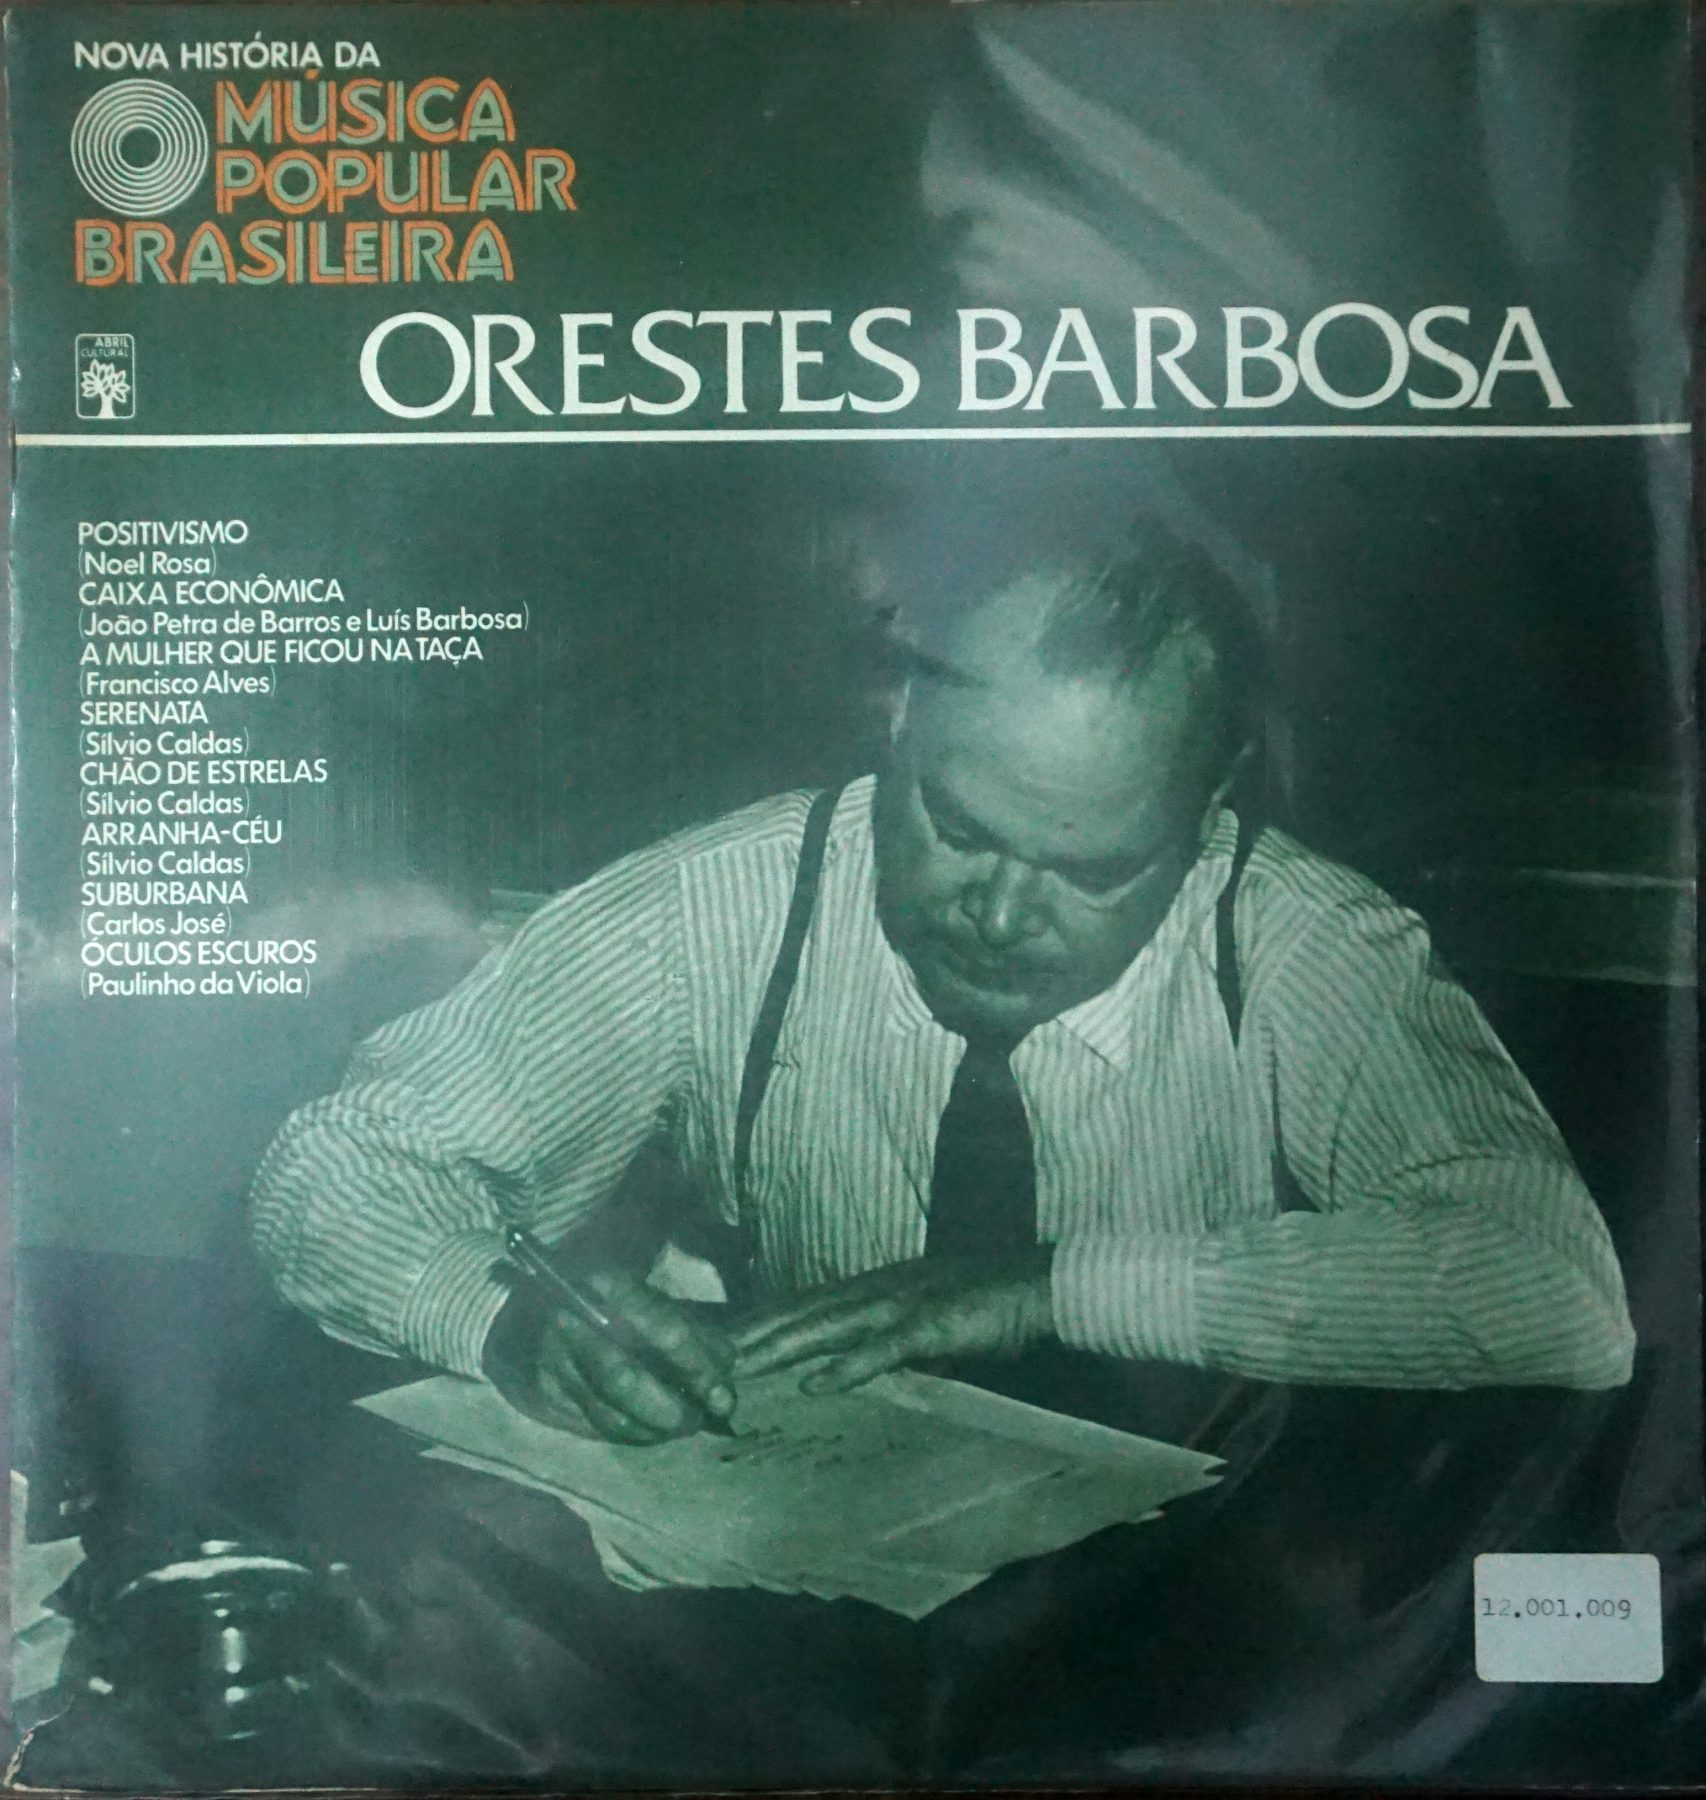 NOVA HISTÓRIA DA
MÚSICA
POPULAR
BRASILEIRA
ABRIL
CULTURAL
ORESTES BARBOSA
POSITIVISMO
(Noel Rosa)
CAIXA ECONÔMICA
(João Petra de Barros e Luís Barbosa)
A MULHER QUE FICOU NA TAÇA
(Francisco Alves)
SERENATA
(Sílvio Caldas)
CHÃO DE ESTRELAS
(Sílvio Caldas)
ARRANHA-CÉU
(Sílvio Caldas)
SUBURBANA
(Carlos José)
ÓCULOS ESCUROS
(Paulinho da Viola)
12.001.009